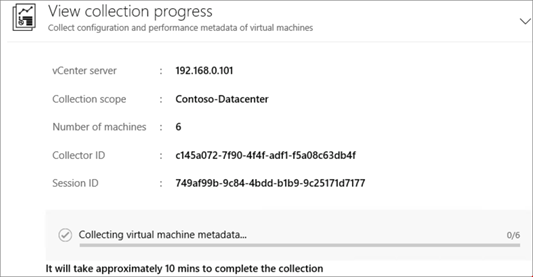 View collection progress
Collect configuration and performance metadata of virtual machines
vCenter server : 192.168.0.101
Collection scope : Contoso-Datacenter
Number of machines : 6
Collector ID : c145a072-7f90-4f4f-adf1-f5a08c63db4f
Session ID : 749af99b-9c84-4bdd-b1b9-9c25171d7177
Collecting virtual machine metadata... 0/6
It will take approximately 10 mins to complete the collection